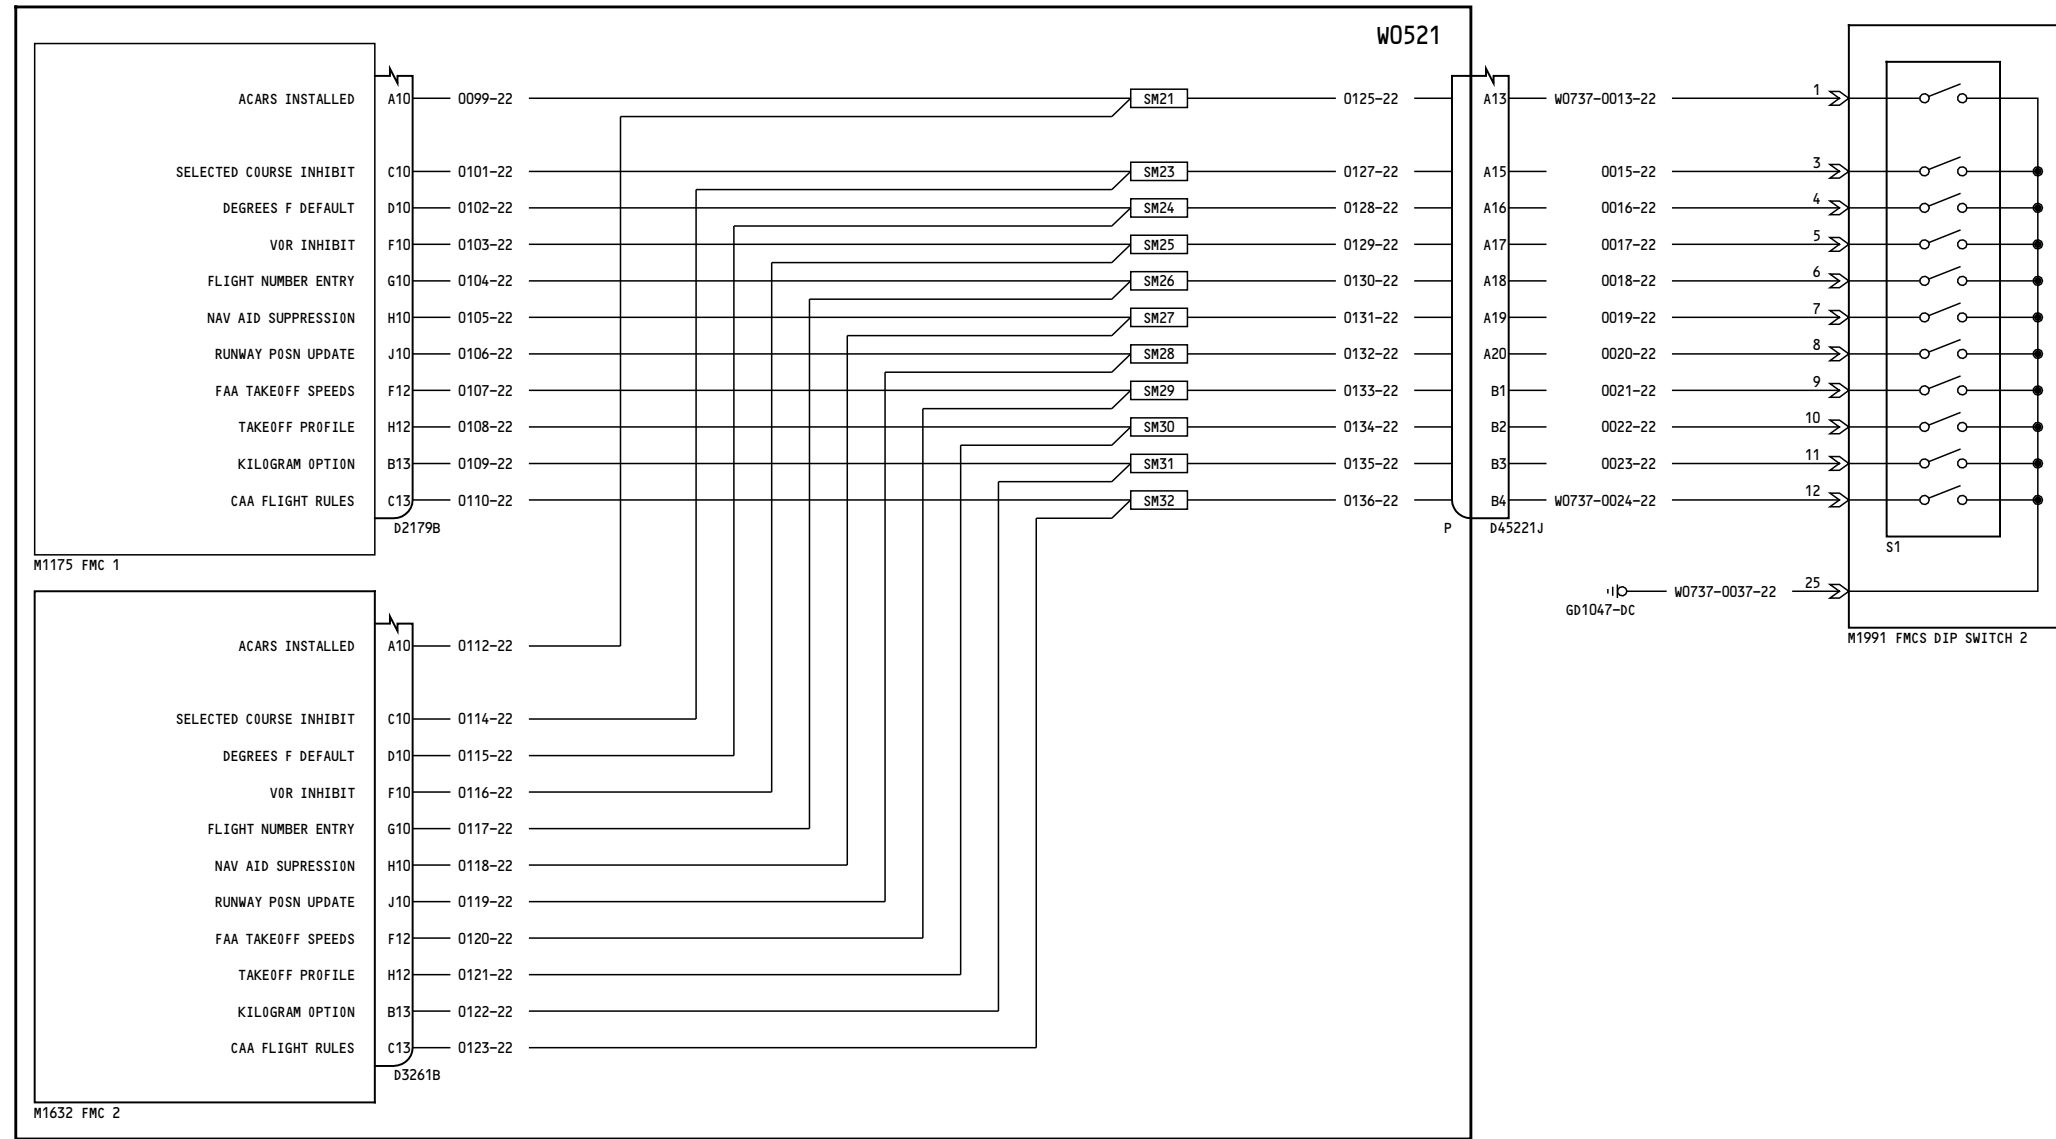 W0521
ACARS INSTALLED A10 0099-22 SM21 0125-22 A13 W0737-0013-22 1
SELECTED COURSE INHIBIT C10 0101-22 SM23 0127-22 A15 0015-22 3
DEGREES F DEFAULT D10 0102-22 SM24 0128-22 A16 0016-22 4
VOR INHIBIT F10 0103-22 SM25 0129-22 A17 0017-22 5
FLIGHT NUMBER ENTRY G10 0104-22 SM26 0130-22 A18 0018-22 6
NAV AID SUPPRESSION H10 0105-22 SM27 0131-22 A19 0019-22 7
RUNWAY POSN UPDATE J10 0106-22 SM28 0132-22 A20 0020-22 8
FAA TAKEOFF SPEEDS F12 0107-22 SM29 0133-22 B1 0021-22 9
TAKEOFF PROFILE H12 0108-22 SM30 0134-22 B2 0022-22 10
KILOGRAM OPTION B13 0109-22 SM31 0135-22 B3 0023-22 11
CAA FLIGHT RULES C13 0110-22 SM32 0136-22 B4 W0737-0024-22 12
D2179B P D45221J
S1
M1175 FMC 1
W0737-0037-22 25
GD1047-DC
M1991 FMCS DIP SWITCH 2
ACARS INSTALLED A10 0112-22
SELECTED COURSE INHIBIT C10 0114-22
DEGREES F DEFAULT D10 0115-22
VOR INHIBIT F10 0116-22
FLIGHT NUMBER ENTRY G10 0117-22
NAV AID SUPRESSION H10 0118-22
RUNWAY POSN UPDATE J10 0119-22
FAA TAKEOFF SPEEDS F12 0120-22
TAKEOFF PROFILE H12 0121-22
KILOGRAM OPTION B13 0122-22
CAA FLIGHT RULES C13 0123-22
D3261B
M1632 FMC 2